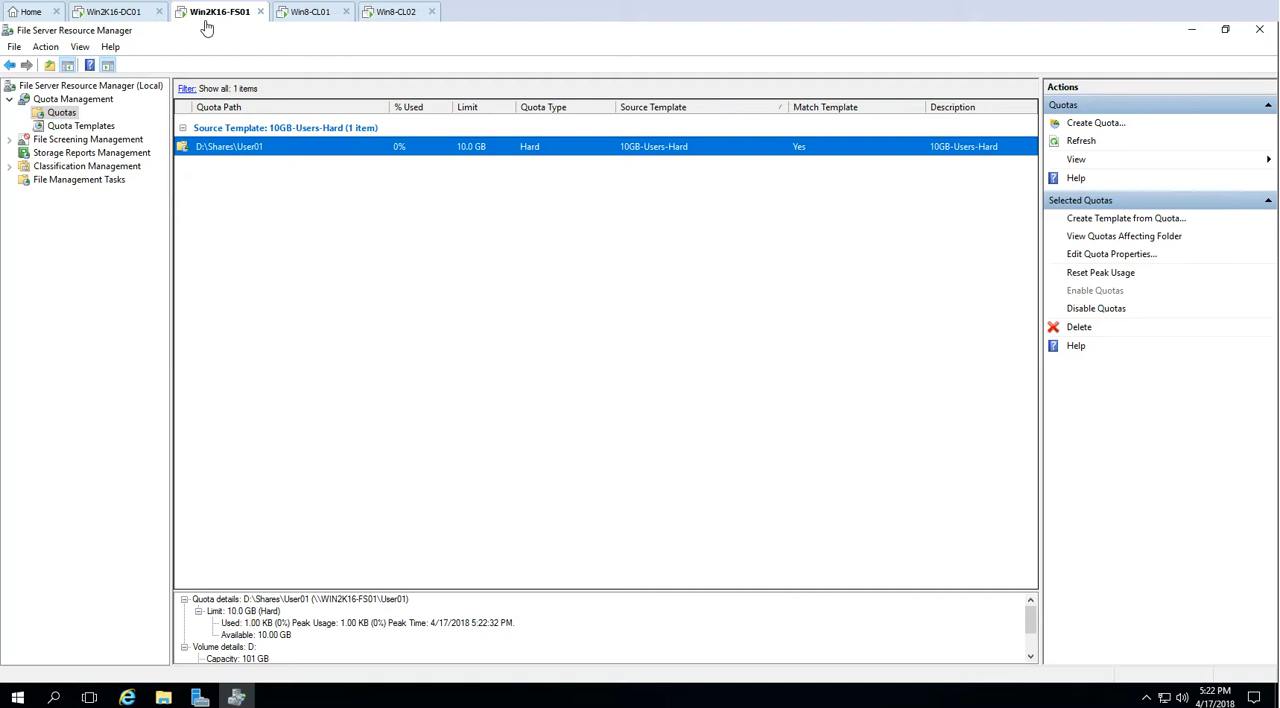 Home
Win2K16-DC01
Win2K16-FS01
Win8-CL01
Win8-CL02
File Server Resource Manager
File Action View Help
File Server Resource Manager (Local)
Quota Management
Quotas
Quota Templates
File Screening Management
Storage Reports Management
Classification Management
File Management Tasks
Filter: Show all: 1 items
Quota Path % Used Limit Quota Type Source Template Match Template Description
Source Template: 10GB-Users-Hard (1 item)
D:\Shares\User01 0% 10.0 GB Hard 10GB-Users-Hard Yes 10GB-Users-Hard
Quota details: D:\Shares\User01 (\\WIN2K16-FS01\User01)
Limit: 10.0 GB (Hard)
Used: 1.00 KB (0%) Peak Usage: 1.00 KB (0%) Peak Time: 4/17/2018 5:22:32 PM.
Available: 10.00 GB
Volume details: D:
Capacity: 101 GB
Actions
Quotas
Create Quota...
Refresh
View
Help
Selected Quotas
Create Template from Quota...
View Quotas Affecting Folder
Edit Quota Properties...
Reset Peak Usage
Enable Quotas
Disable Quotas
Delete
Help
5:22 PM
4/17/2018